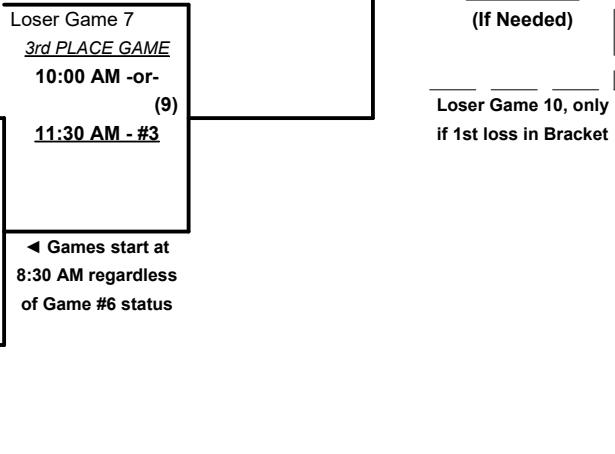 Loser Game 7
3rd PLACE GAME
10:00 AM -or-
(9)
11:30 AM - #3
◄ Games start at
8:30 AM regardless
of Game #6 status
(If Needed)
Loser Game 10, only
if 1st loss in Bracket